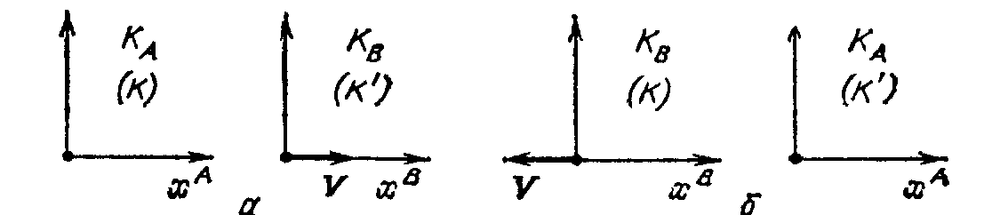 K_A K_B K_B K_A
(K) (K′) (K) (K′)
x^A V x^B V x^B x^A
а б